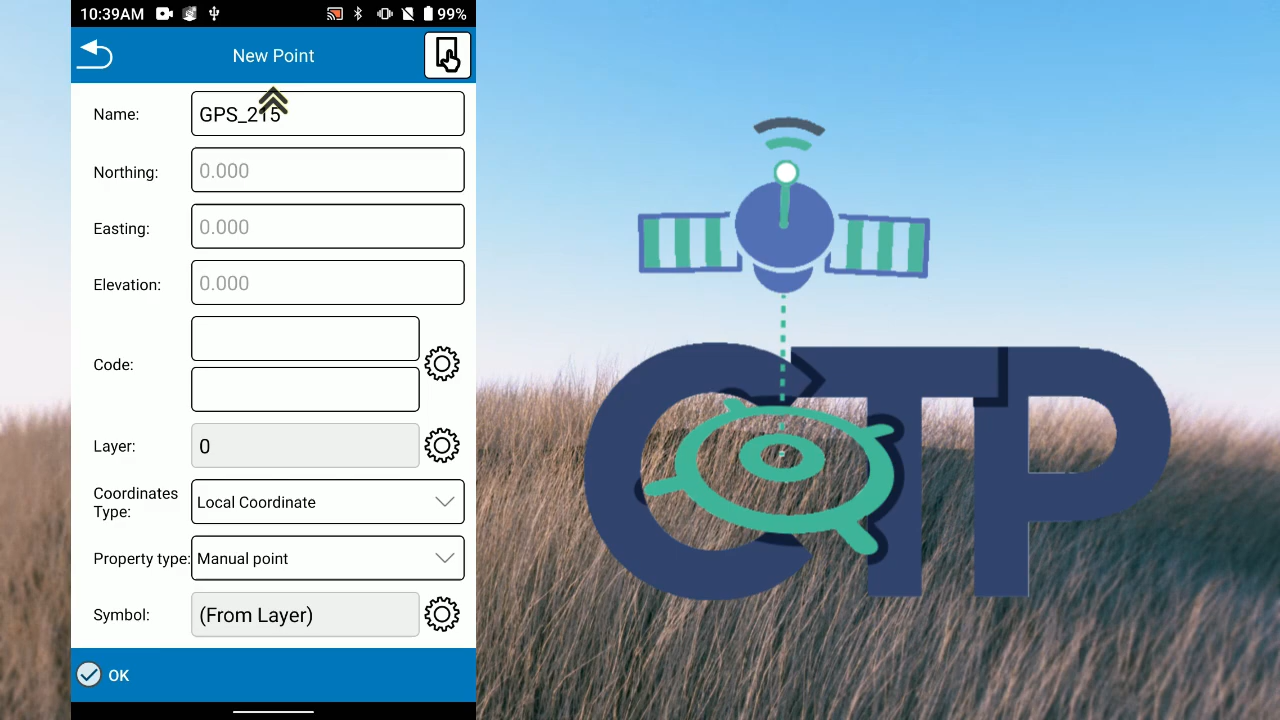 10:39AM 99%
New Point
Name: GPS_215
Northing: 0.000
Easting: 0.000
Elevation: 0.000
Code:
Layer: 0
Coordinates
Type: Local Coordinate
Property type: Manual point
Symbol: (From Layer)
OK
CTP